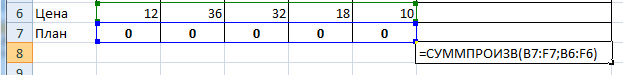 6 Цена 12 36 32 18 10
7 План 0 0 0 0 0
8 =СУММПРОИЗВ(B7:F7;B6:F6)
9